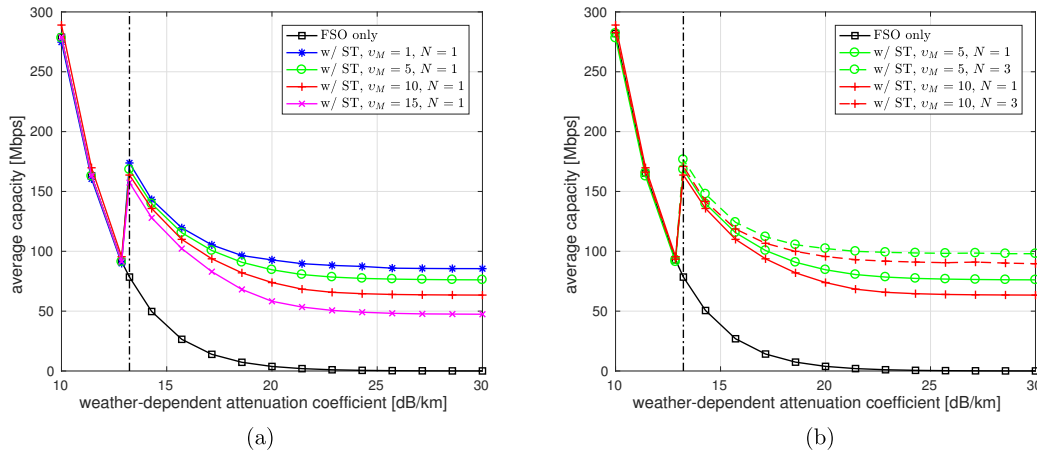 FSO only
w/ ST, υ_M = 1, N = 1
w/ ST, υ_M = 5, N = 1
w/ ST, υ_M = 10, N = 1
w/ ST, υ_M = 15, N = 1
300
250
200
150
100
50
0
average capacity [Mbps]
10 15 20 25 30
weather-dependent attenuation coefficient [dB/km]
(a)
FSO only
w/ ST, υ_M = 5, N = 1
w/ ST, υ_M = 5, N = 3
w/ ST, υ_M = 10, N = 1
w/ ST, υ_M = 10, N = 3
300
250
200
150
100
50
0
average capacity [Mbps]
10 15 20 25 30
weather-dependent attenuation coefficient [dB/km]
(b)